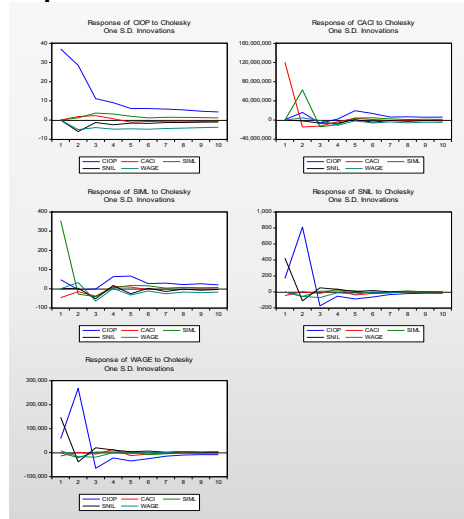 Response of CIOP to Cholesky
One S.D. Innovations
40
30
20
10
0
-10
1 2 3 4 5 6 7 8 9 10
CIOP CACI SIML
SNIL WAGE
Response of CACI to Cholesky
One S.D. Innovations
160,000,000
120,000,000
80,000,000
40,000,000
0
-40,000,000
1 2 3 4 5 6 7 8 9 10
CIOP CACI SIML
SNIL WAGE
Response of SIML to Cholesky
One S.D. Innovations
400
300
200
100
0
-100
1 2 3 4 5 6 7 8 9 10
CIOP CACI SIML
SNIL WAGE
Response of SNIL to Cholesky
One S.D. Innovations
1,000
800
600
400
200
0
-200
1 2 3 4 5 6 7 8 9 10
CIOP CACI SIML
SNIL WAGE
Response of WAGE to Cholesky
One S.D. Innovations
300,000
200,000
100,000
0
-100,000
1 2 3 4 5 6 7 8 9 10
CIOP CACI SIML
SNIL WAGE